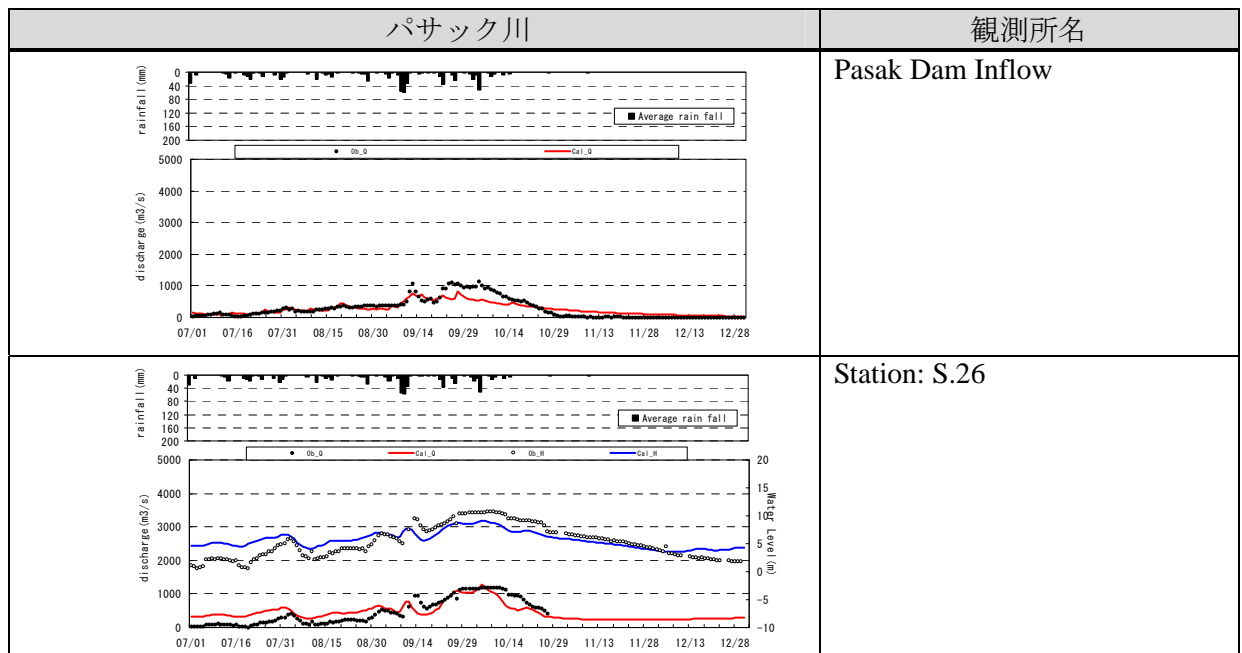 パサック川 観測所名
Pasak Dam Inflow
rainfall(mm)
0
40
80
120
160
200
■ Average rain fall
Ob_Q Cal_Q
discharge(m3/s)
5000
4000
3000
2000
1000
0
07/01 07/16 07/31 08/15 08/30 09/14 09/29 10/14 10/29 11/13 11/28 12/13 12/28
Station: S.26
rainfall(mm)
0
40
80
120
160
200
■ Average rain fall
Ob_Q Cal_Q Ob_H Cal_H
discharge(m3/s)
5000
4000
3000
2000
1000
0
20
15
10
5
0
-5
-10
Water Level(m)
07/01 07/16 07/31 08/15 08/30 09/14 09/29 10/14 10/29 11/13 11/28 12/13 12/28